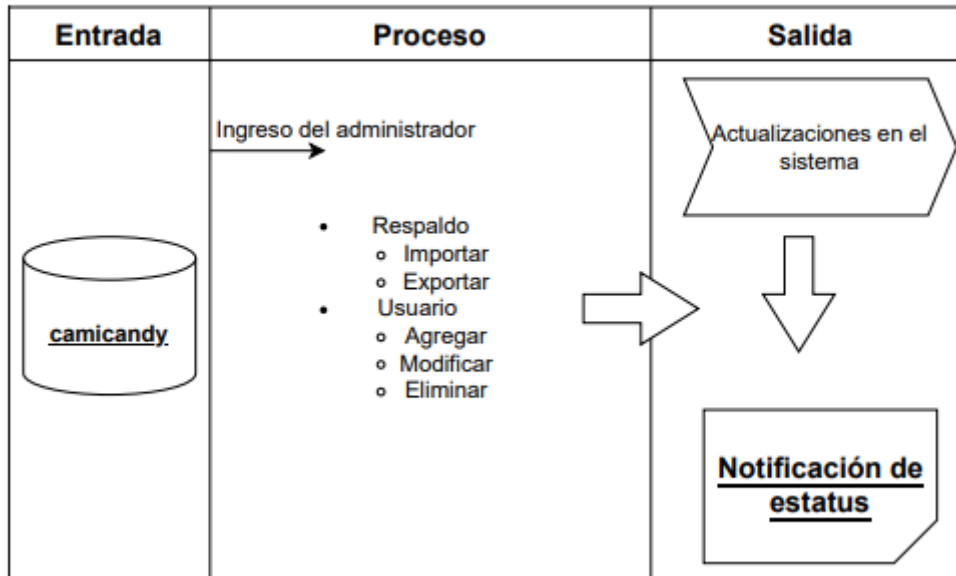 Entrada
Proceso
Salida
Ingreso del administrador
Actualizaciones en el
sistema
camicandy
• Respaldo
o Importar
o Exportar
• Usuario
o Agregar
o Modificar
o Eliminar
Notificación de
estatus